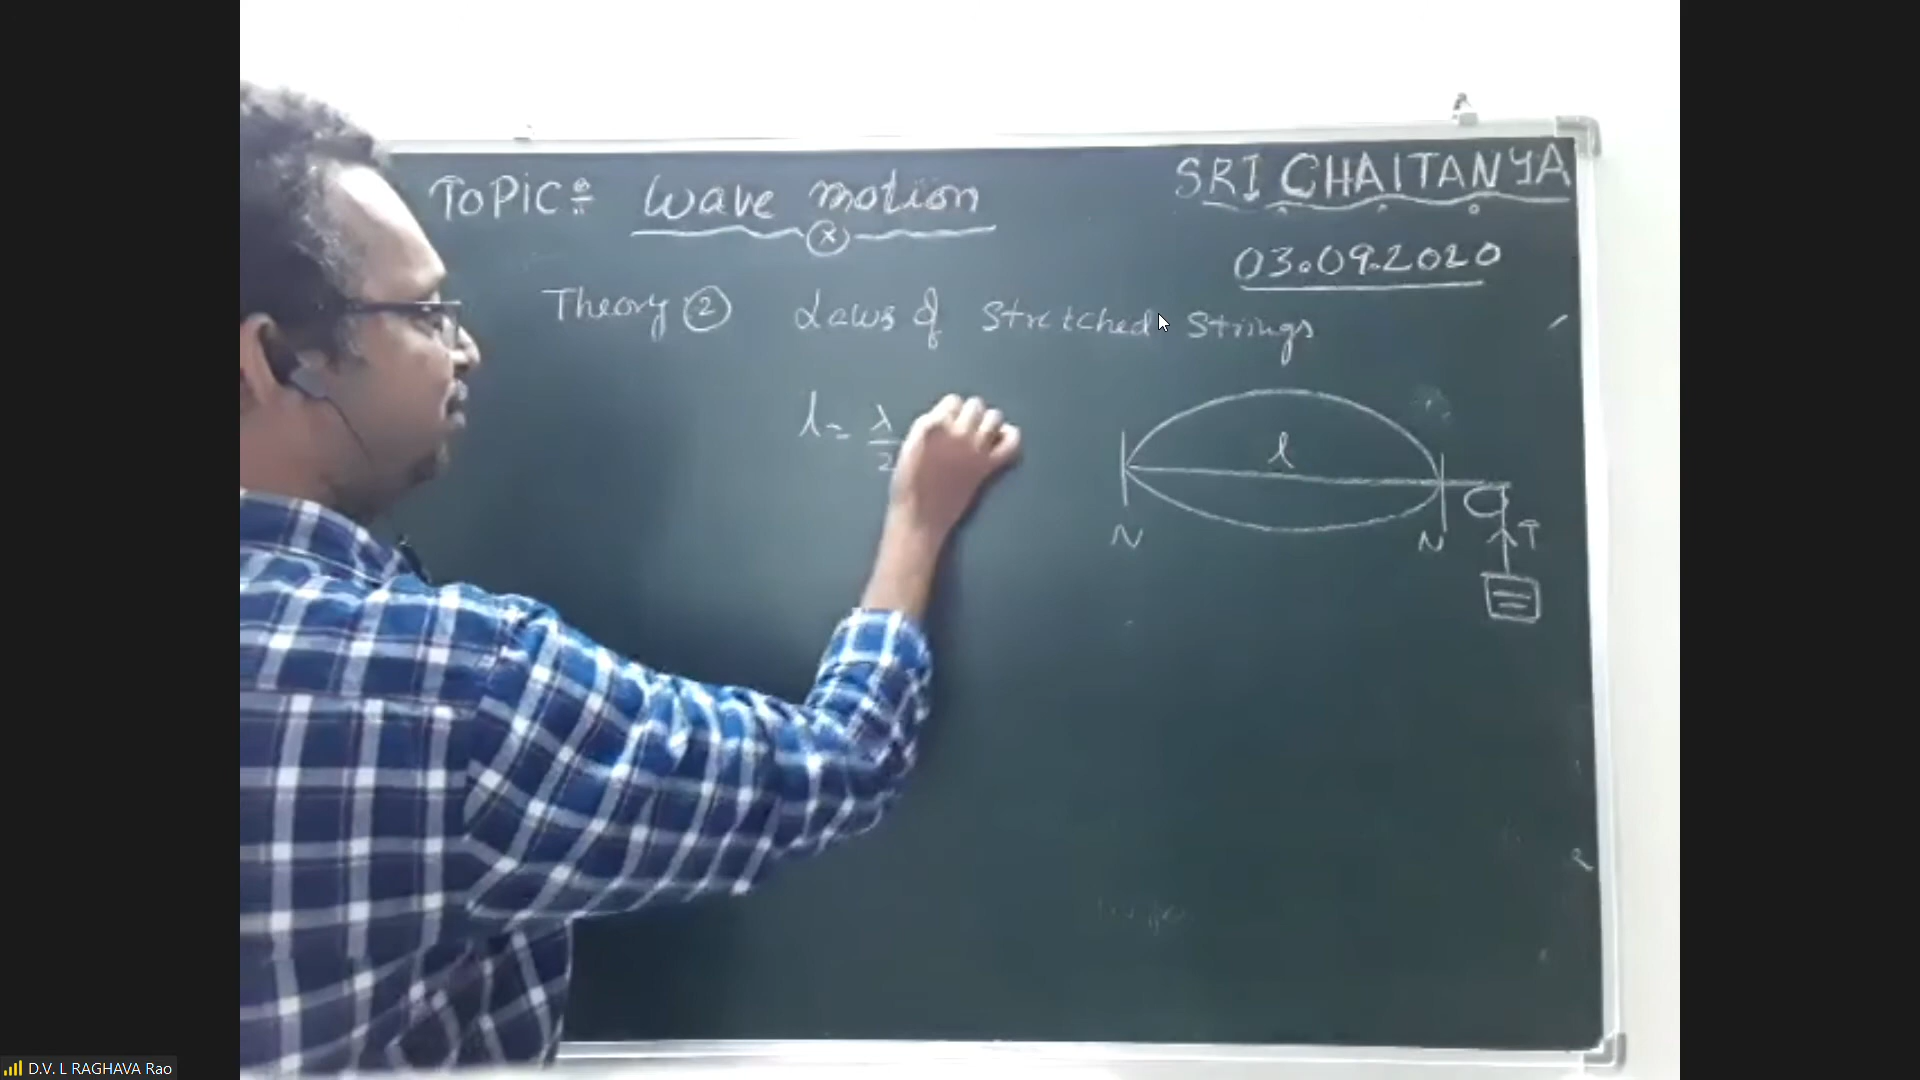 TOPIC:
Wave motion
(x)
SRI CHAITANYA
03.09.2020
Theory (2) Laws of Stretched Strings
l = λ/2
l
N
N
T
D.V. L RAGHAVA Rao